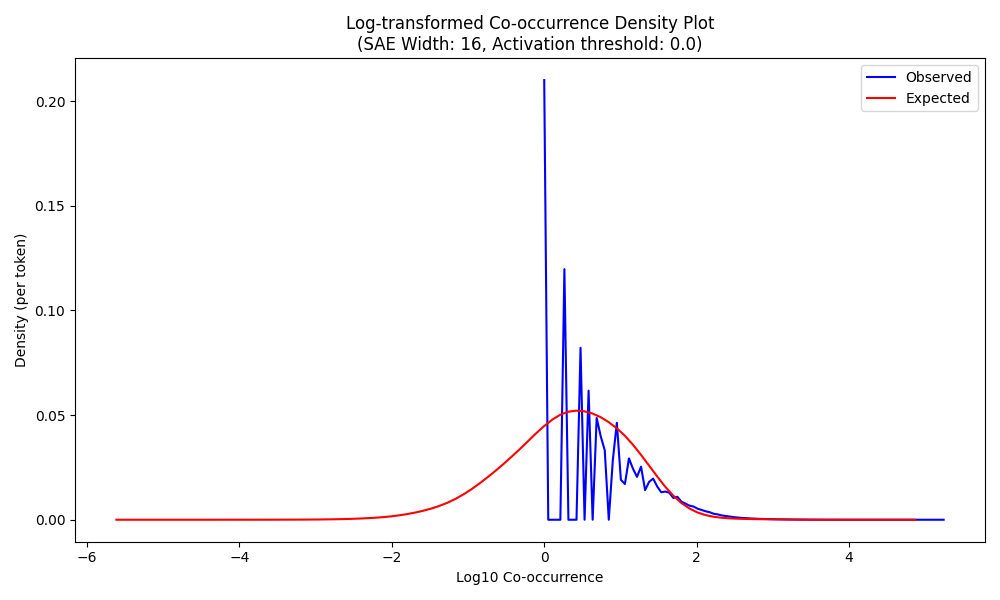 Log-transformed Co-occurrence Density Plot
(SAE Width: 16, Activation threshold: 0.0)
Observed
Expected
Density (per token)
0.20
0.15
0.10
0.05
0.00
−6
−4
−2
0
2
4
Log10 Co-occurrence